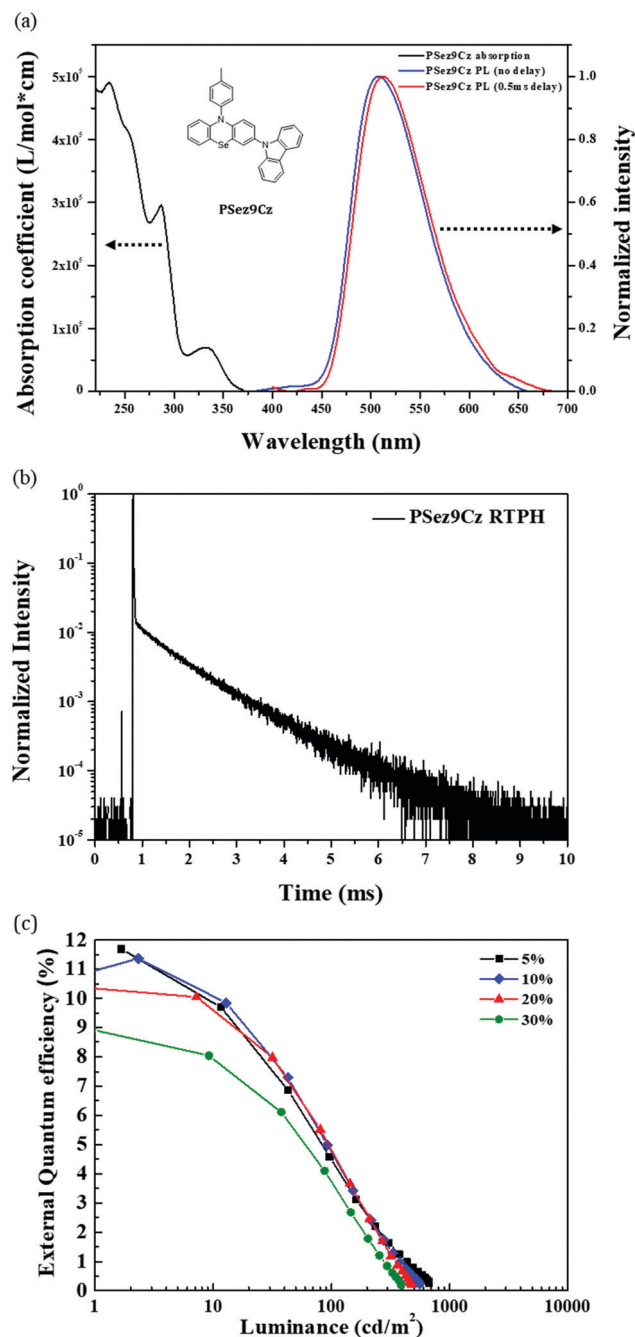 (a)
PSez9Cz absorption
PSez9Cz PL (no delay)
PSez9Cz PL (0.5ms delay)
Absorption coefficient (L/mol*cm)
5x10⁵
4x10⁵
3x10⁵
2x10⁵
1x10⁵
0
N
N
Se
PSez9Cz
1.0
0.8
0.6
0.4
0.2
0.0
Normalized intensity
250 300 350 400 450 500 550 600 650 700
Wavelength (nm)
(b)
PSez9Cz RTPH
Normalized Intensity
10⁰
10⁻¹
10⁻²
10⁻³
10⁻⁴
10⁻⁵
0 1 2 3 4 5 6 7 8 9 10
Time (ms)
(c)
External Quantum efficiency (%)
12
11
10
9
8
7
6
5
4
3
2
1
0
5%
10%
20%
30%
1 10 100 1000 10000
Luminance (cd/m²)